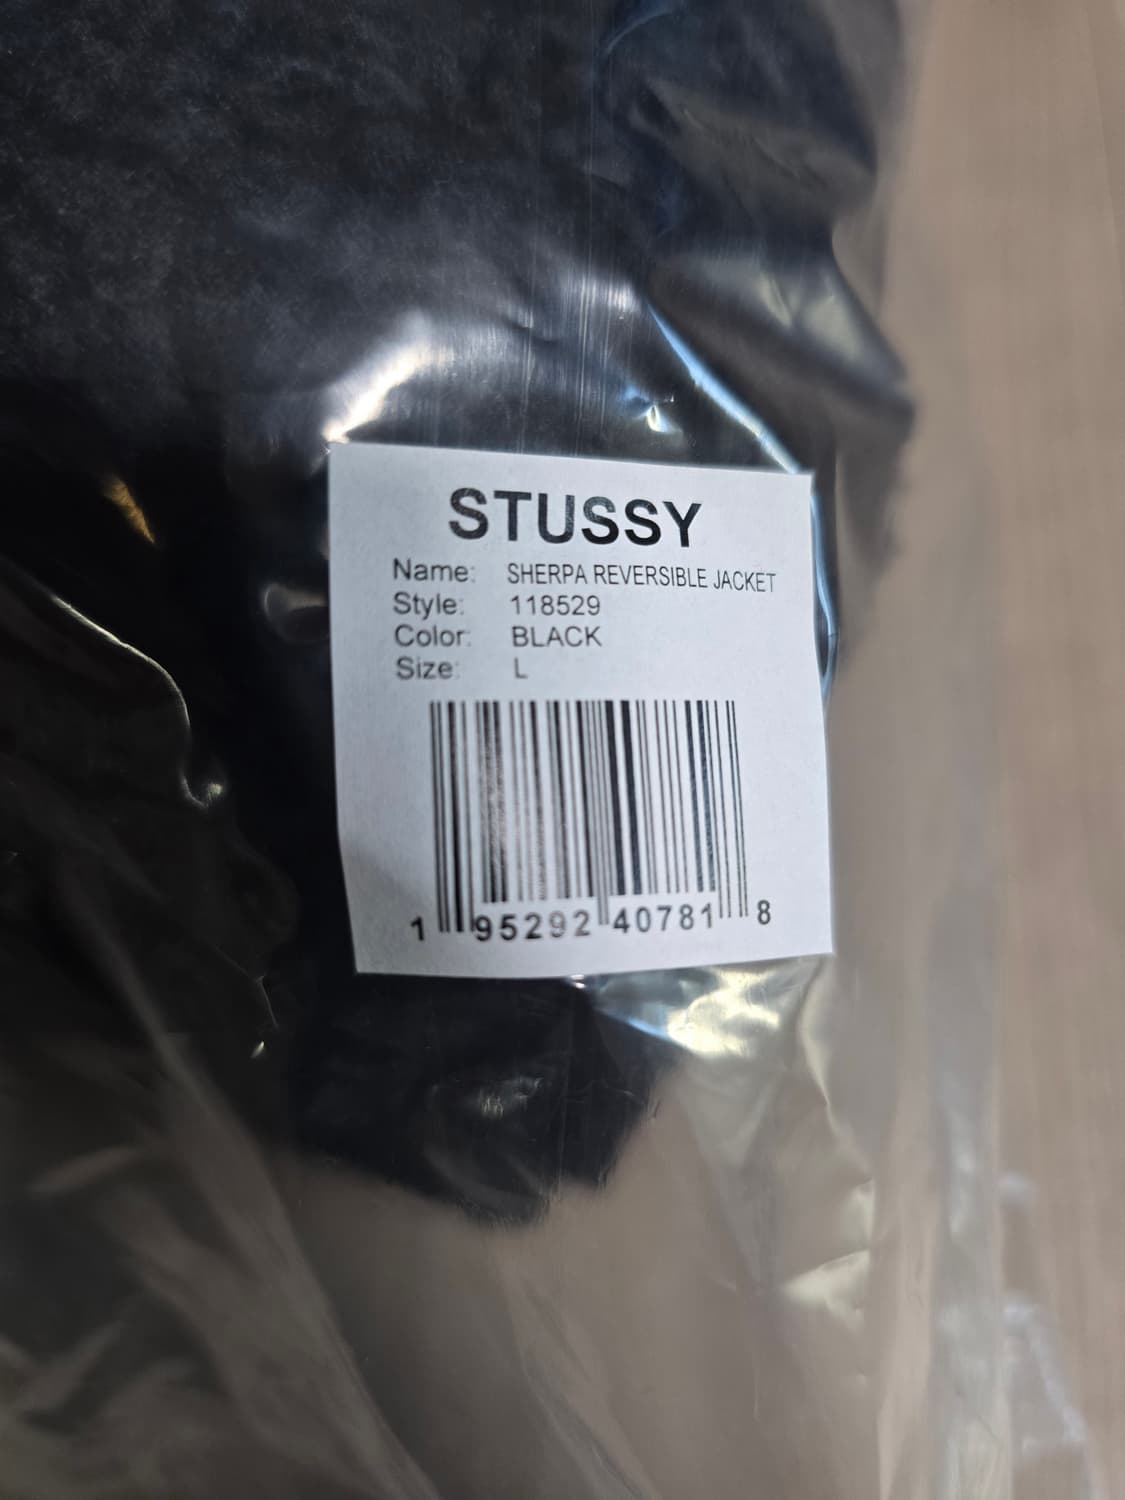 STUSSY
Name: SHERPA REVERSIBLE JACKET
Style: 118529
Color: BLACK
Size: L
1 95292 40781 8